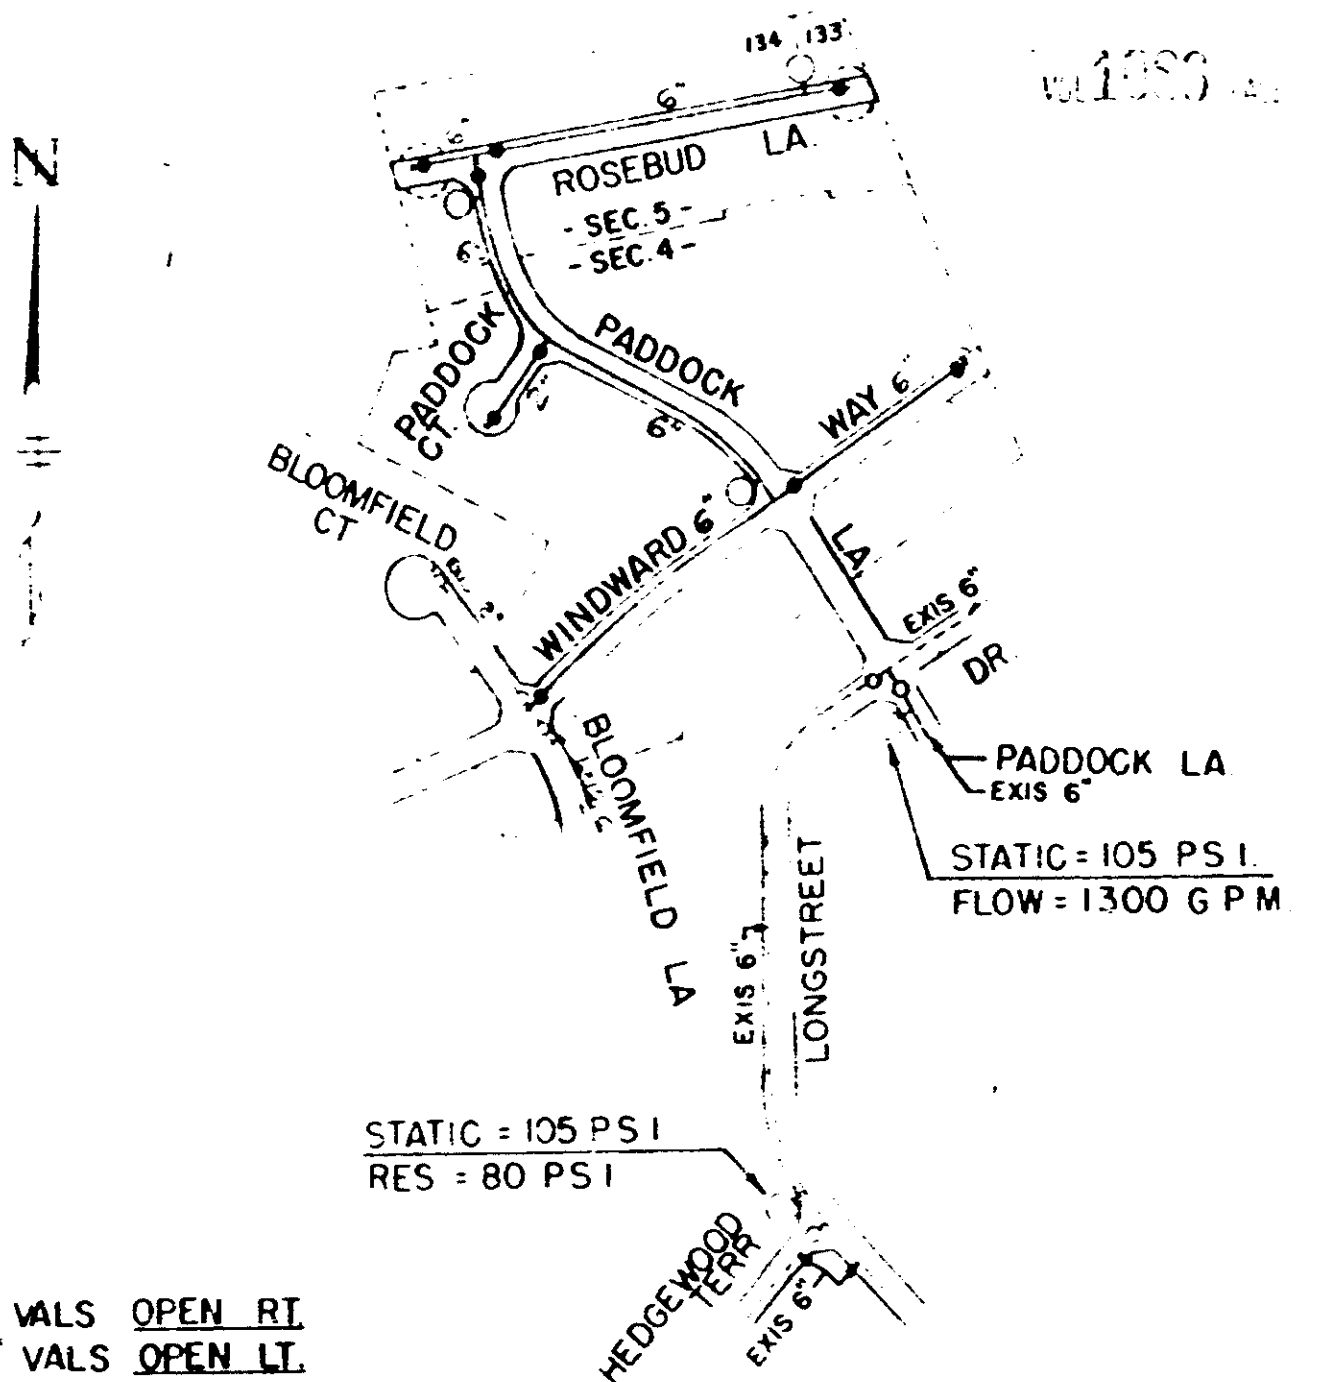 134 133
N
6"
6"
ROSEBUD LA.
- SEC. 5 -
- SEC. 4 -
6"
PADDOCK
CT.
2"
PADDOCK
6"
WAY 6"
BLOOMFIELD
CT
WINDWARD 6"
2"
LA.
EXIS 6"
DR.
BLOOMFIELD LA
PADDOCK LA.
EXIS 6"
STATIC = 105 PSI.
FLOW = 1300 GPM
EXIS 6"
LONGSTREET
STATIC = 105 PSI
RES = 80 PSI
HEDGEWOOD
TERR
EXIS 6"
VALS OPEN RT.
VALS OPEN LT.